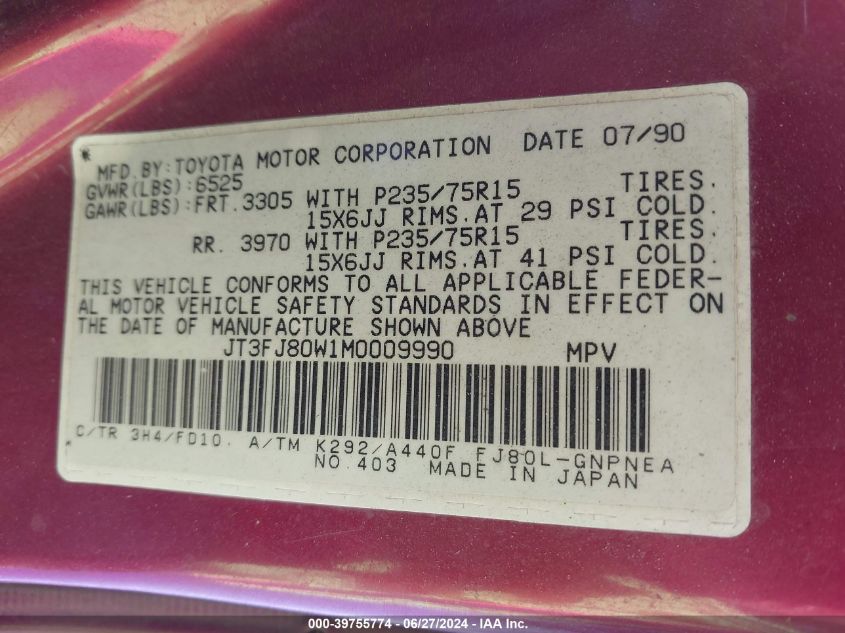 MFD.BY:TOYOTA MOTOR CORPORATION DATE 07/90
GVWR(LBS):6525
GAWR(LBS):FRT.3305 WITH P235/75R15 TIRES.
15X6JJ RIMS.AT 29 PSI COLD.
RR. 3970 WITH P235/75R15 TIRES.
15X6JJ RIMS.AT 41 PSI COLD.
THIS VEHICLE CONFORMS TO ALL APPLICABLE FEDER-
AL MOTOR VEHICLE SAFETY STANDARDS IN EFFECT ON
THE DATE OF MANUFACTURE SHOWN ABOVE
JT3FJ80W1M0009990 MPV
C/TR 3H4/FD10. A/TM K292/A440F FJ80L-GNPNEA
NO.403 MADE IN JAPAN
000-39755774 - 06/27/2024 - IAA Inc.